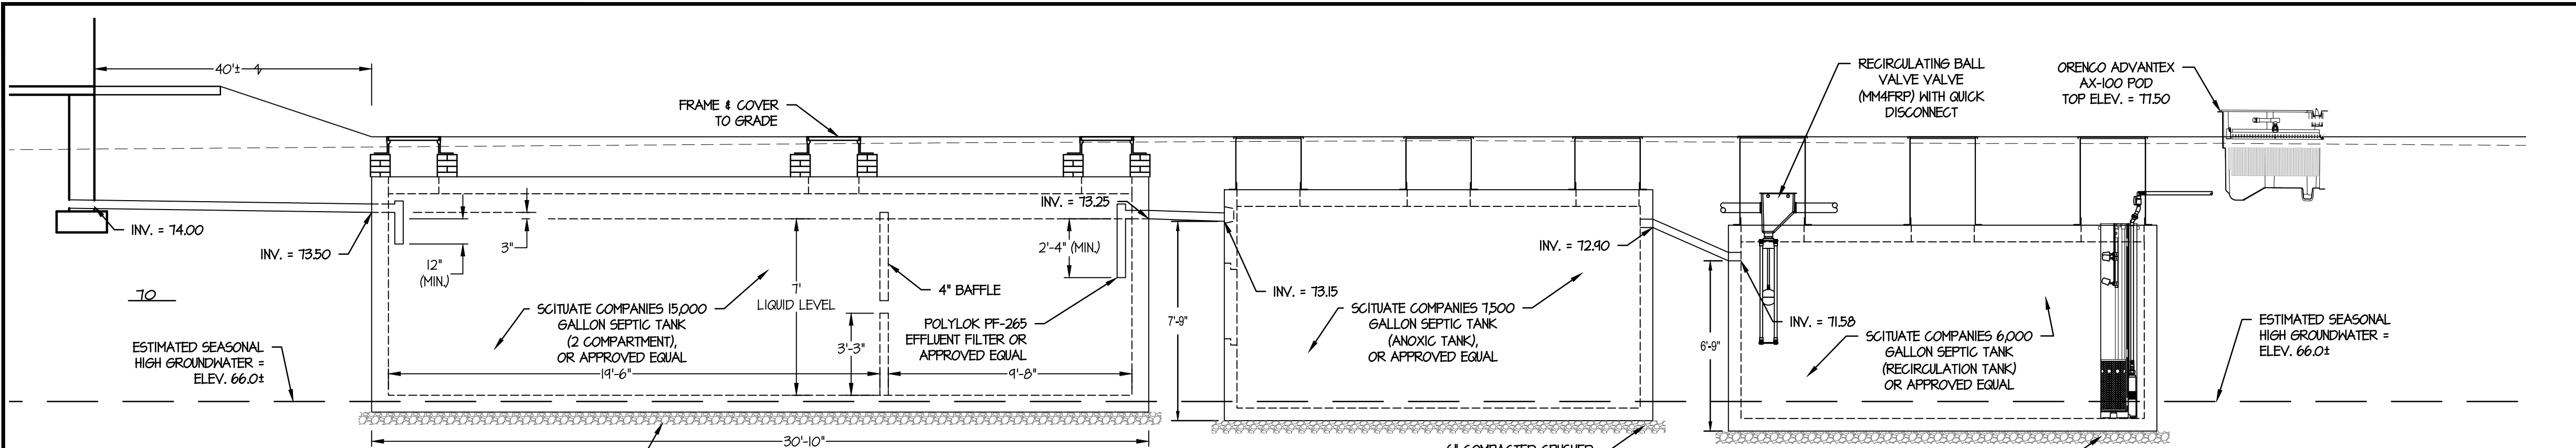 40'±
FRAME & COVER
TO GRADE
RECIRCULATING BALL
VALVE VALVE
(MM4FRP) WITH QUICK
DISCONNECT
ORENCO ADVANTEX
AX-100 POD
TOP ELEV. = 77.50
INV. = 74.00
INV. = 73.50
12"
(MIN.)
3"
INV. = 73.25
2'-4" (MIN.)
7'
LIQUID LEVEL
4" BAFFLE
SCITUATE COMPANIES 15,000
GALLON SEPTIC TANK
(2 COMPARTMENT),
OR APPROVED EQUAL
POLYLOK PF-265
EFFLUENT FILTER OR
APPROVED EQUAL
3'-3"
19'-6"
9'-8"
30'-10"
70
ESTIMATED SEASONAL
HIGH GROUNDWATER =
ELEV. 66.0±
7'-9"
INV. = 73.15
INV. = 72.90
SCITUATE COMPANIES 7,500
GALLON SEPTIC TANK
(ANOXIC TANK),
OR APPROVED EQUAL
6'-9"
INV. = 71.58
SCITUATE COMPANIES 6,000
GALLON SEPTIC TANK
(RECIRCULATION TANK)
OR APPROVED EQUAL
ESTIMATED SEASONAL
HIGH GROUNDWATER =
ELEV. 66.0±
6" COMPACTED CRUSHED